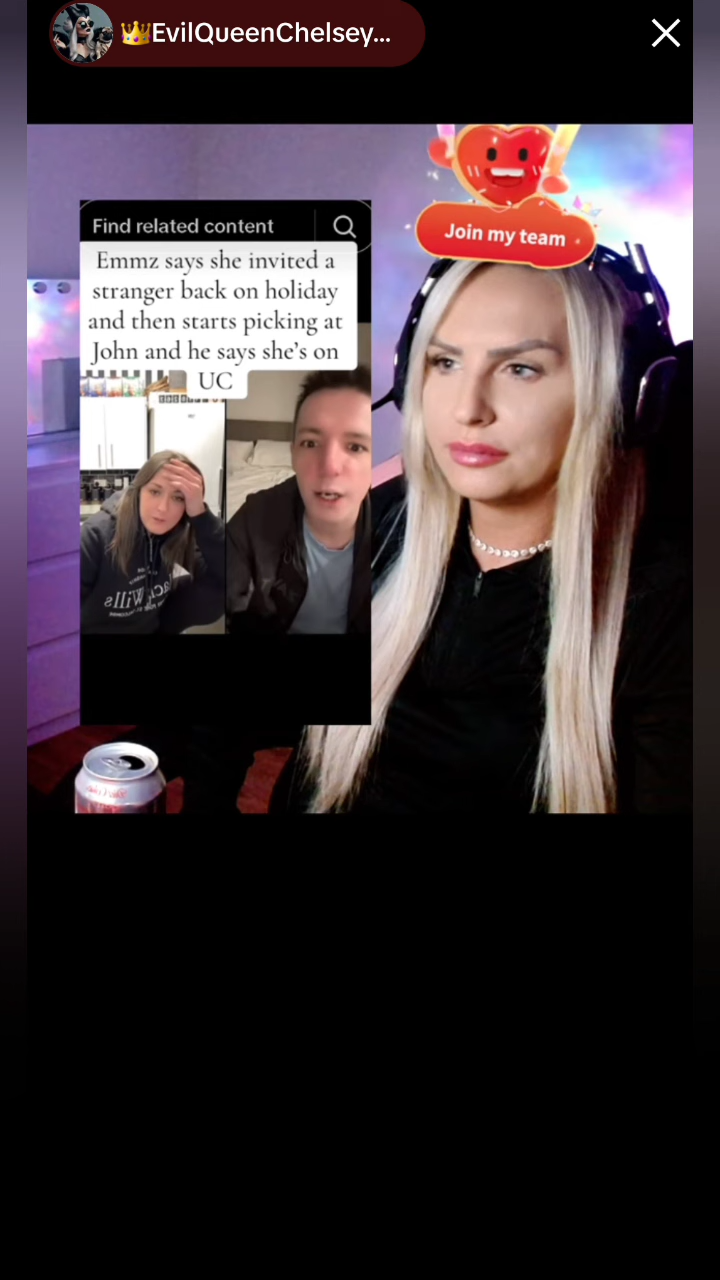 👑EvilQueenChelsey...
Join my team
Find related content
Emmz says she invited a
stranger back on holiday
and then starts picking at
John and he says she's on
UC